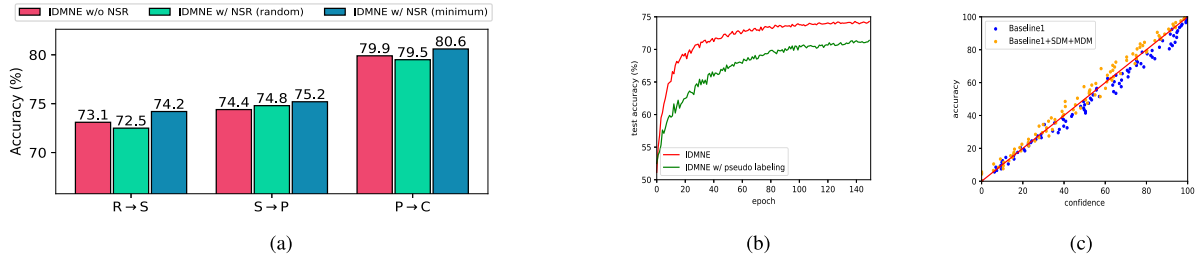 IDMNE w/o NSR IDMNE w/ NSR (random) IDMNE w/ NSR (minimum)
Accuracy (%)
80
75
70
73.1 72.5 74.2 74.4 74.8 75.2 79.9 79.5 80.6
R → S S → P P → C
(a)
test accuracy (%)
75
70
65
60
55
50
IDMNE
IDMNE w/ pseudo labeling
0 20 40 60 80 100 120 140
epoch
(b)
accuracy
100
80
60
40
20
0
Baseline1
Baseline1+SDM+MDM
0 20 40 60 80 100
confidence
(c)